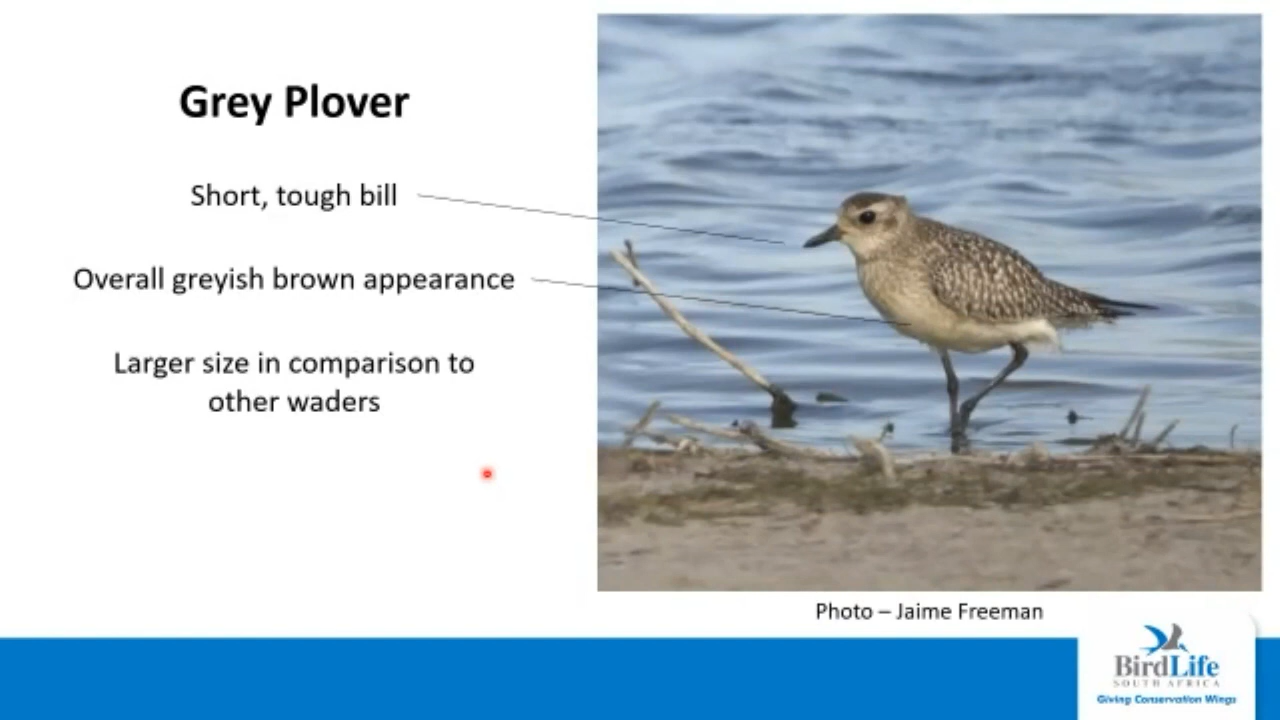 Grey Plover
Short, tough bill
Overall greyish brown appearance
Larger size in comparison to
other waders
Photo – Jaime Freeman
BirdLife
SOUTH AFRICA
Giving Conservation Wings